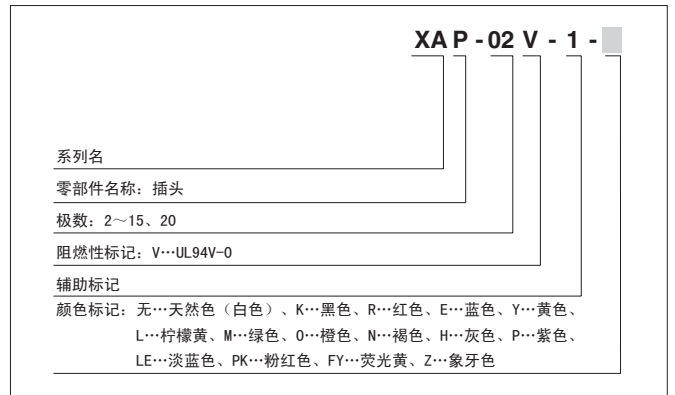 XA P - 02 V - 1 -
系列名
零部件名称：插头
极数：2～15、20
阻燃性标记：V…UL94V-0
辅助标记
颜色标记：无…天然色（白色）、K…黑色、R…红色、E…蓝色、Y…黄色、
L…柠檬黄、M…绿色、O…橙色、N…褐色、H…灰色、P…紫色、
LE…淡蓝色、PK…粉红色、FY…荧光黄、Z…象牙色